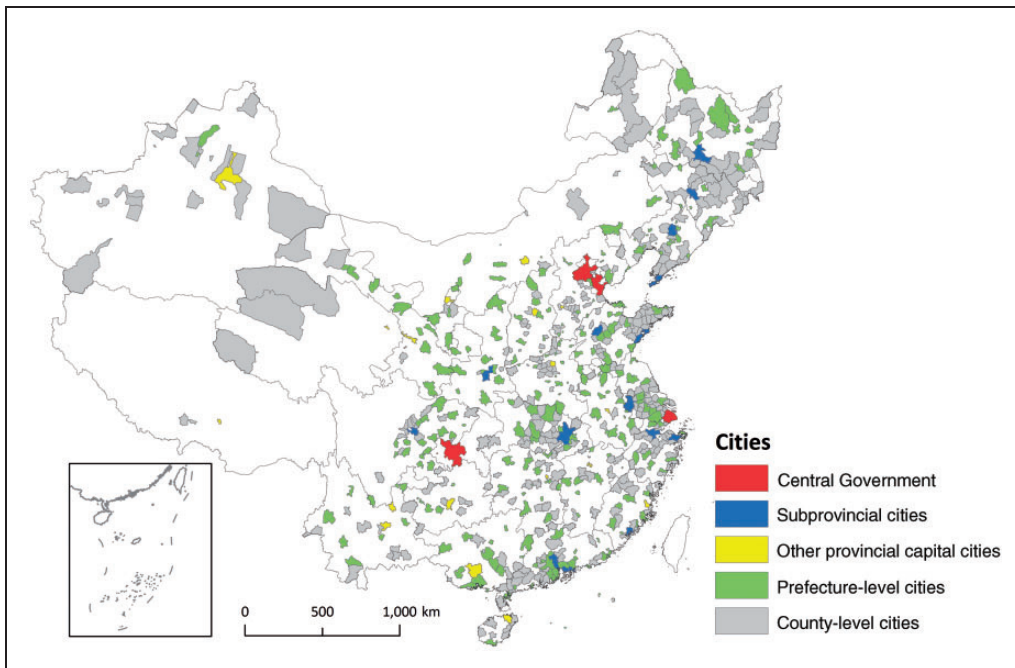 Cities
Central Government
Subprovincial cities
Other provincial capital cities
Prefecture-level cities
County-level cities
0 500 1,000 km